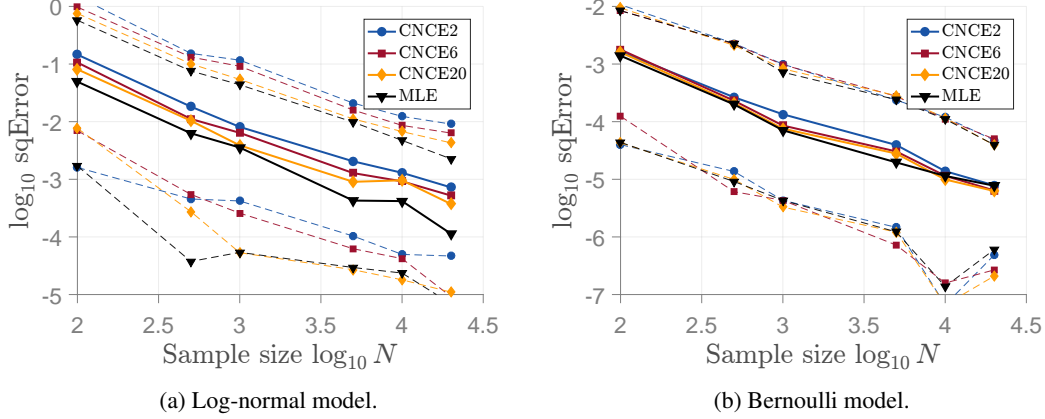 0
-1
-2
-3
-4
-5
2
2.5
3
3.5
4
4.5
log₁₀ sqError
Sample size log₁₀ N
CNCE2
CNCE6
CNCE20
MLE
(a) Log-normal model.
-2
-3
-4
-5
-6
-7
2
2.5
3
3.5
4
4.5
log₁₀ sqError
Sample size log₁₀ N
CNCE2
CNCE6
CNCE20
MLE
(b) Bernoulli model.